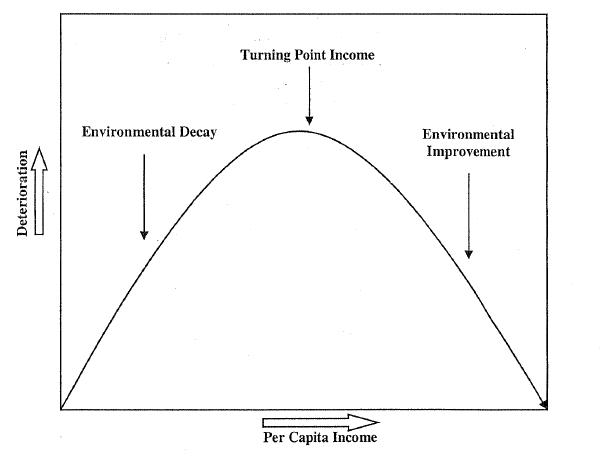 Turning Point Income
Environmental Decay
Environmental
Improvement
Deterioration
Per Capita Income